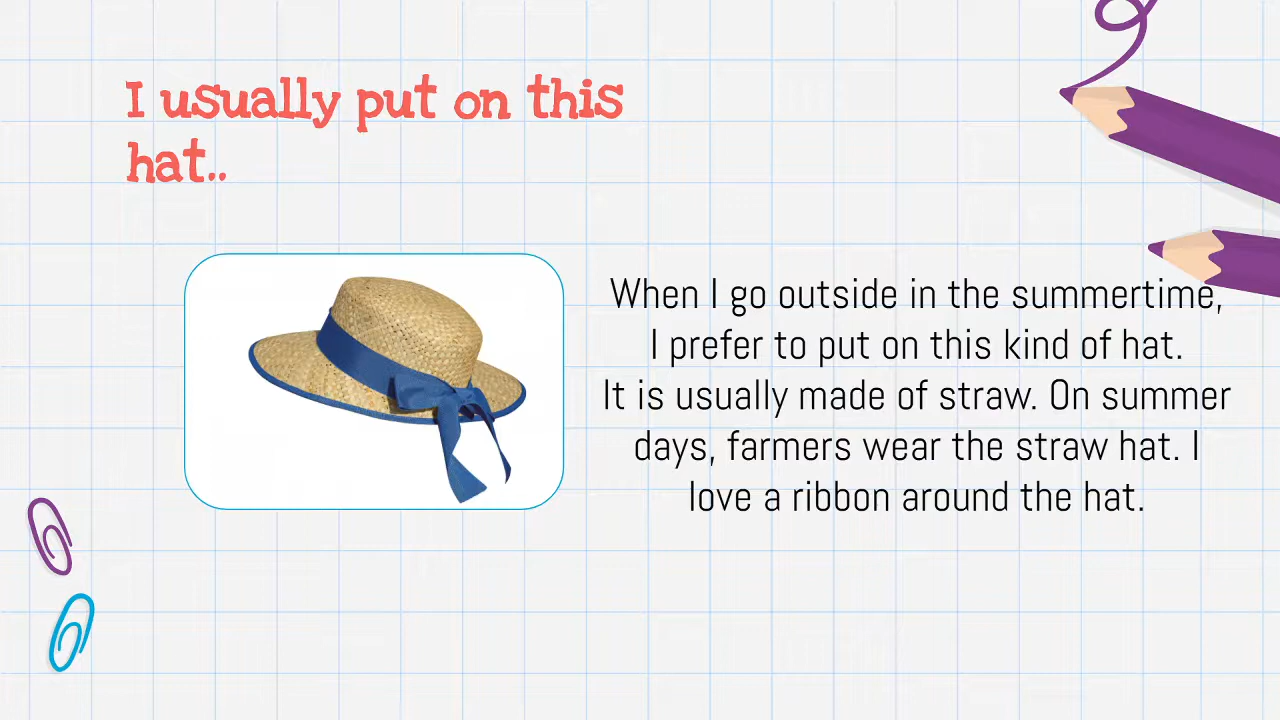 I usually put on this
hat..
When I go outside in the summertime,
I prefer to put on this kind of hat.
It is usually made of straw. On summer
days, farmers wear the straw hat. I
love a ribbon around the hat.